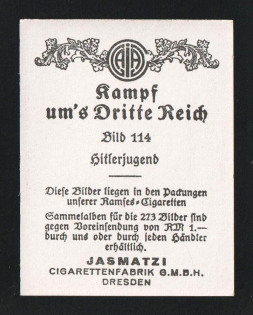 AJA
Kampf
um's Dritte Reich
Bild 114
Hitlerjugend
Diese Bilder liegen in den Packungen
unserer Ramses-Cigaretten
Sammelalben für die 273 Bilder sind
gegen Voreinsendung von RM 1.—
durch uns oder durch jeden Händler
erhältlich.
JASMATZI
CIGARETTENFABRIK G.M.B.H.
DRESDEN